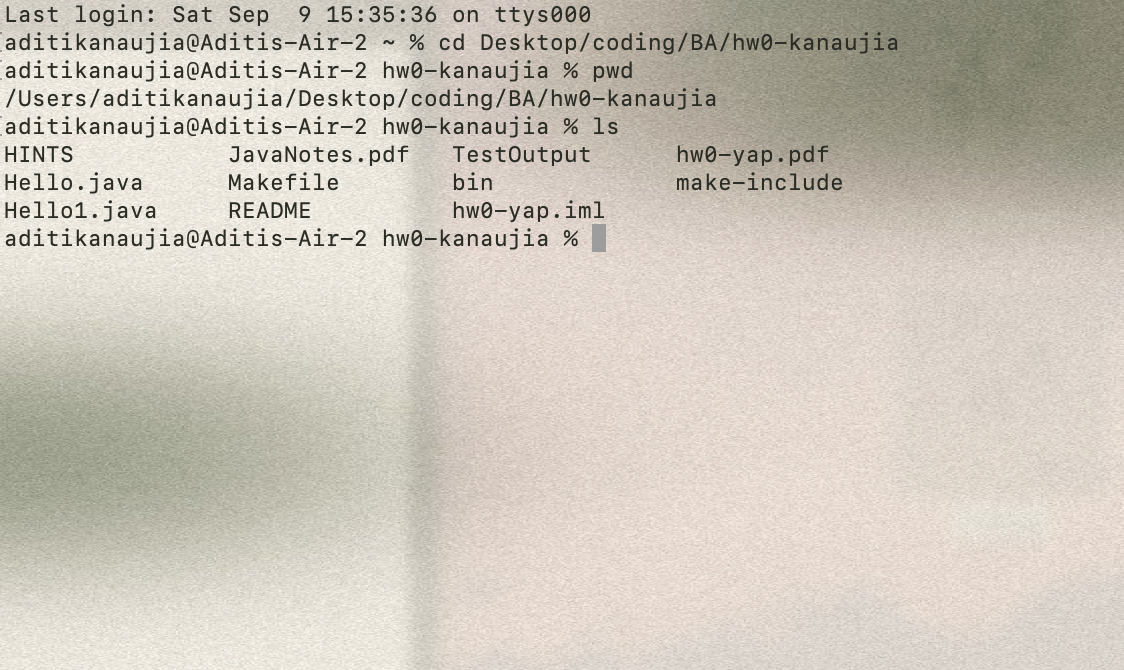 Last login: Sat Sep  9 15:35:36 on ttys000
[aditikanaujia@Aditis-Air-2 ~ % cd Desktop/coding/BA/hw0-kanaujia
[aditikanaujia@Aditis-Air-2 hw0-kanaujia % pwd
/Users/aditikanaujia/Desktop/coding/BA/hw0-kanaujia
[aditikanaujia@Aditis-Air-2 hw0-kanaujia % ls
HINTS           JavaNotes.pdf   TestOutput      hw0-yap.pdf
Hello.java      Makefile        bin             make-include
Hello1.java     README          hw0-yap.iml
aditikanaujia@Aditis-Air-2 hw0-kanaujia %